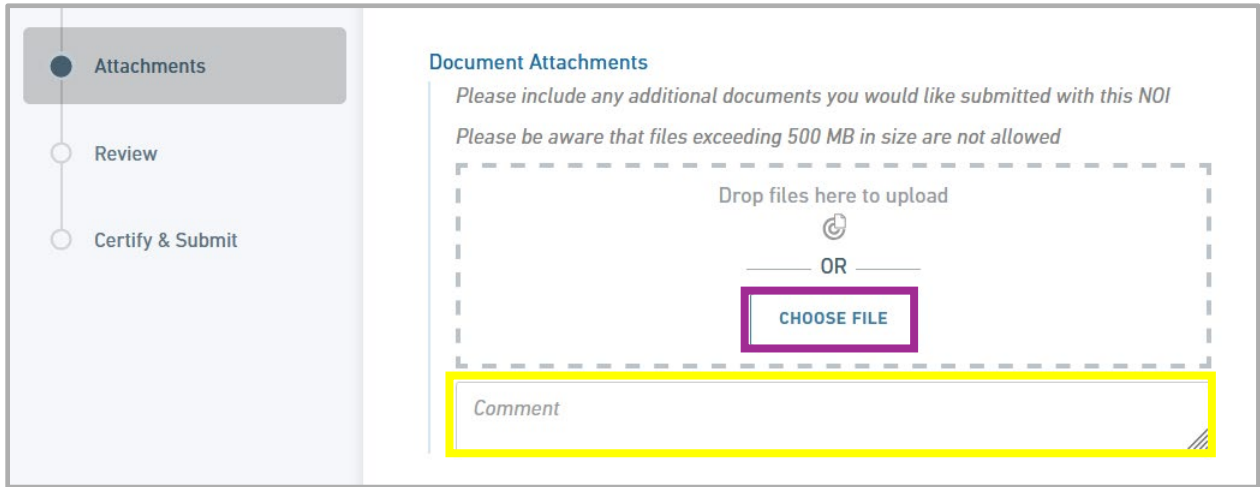 Attachments
Review
Certify & Submit
Document Attachments
Please include any additional documents you would like submitted with this NOI
Please be aware that files exceeding 500 MB in size are not allowed
Drop files here to upload
OR
CHOOSE FILE
Comment